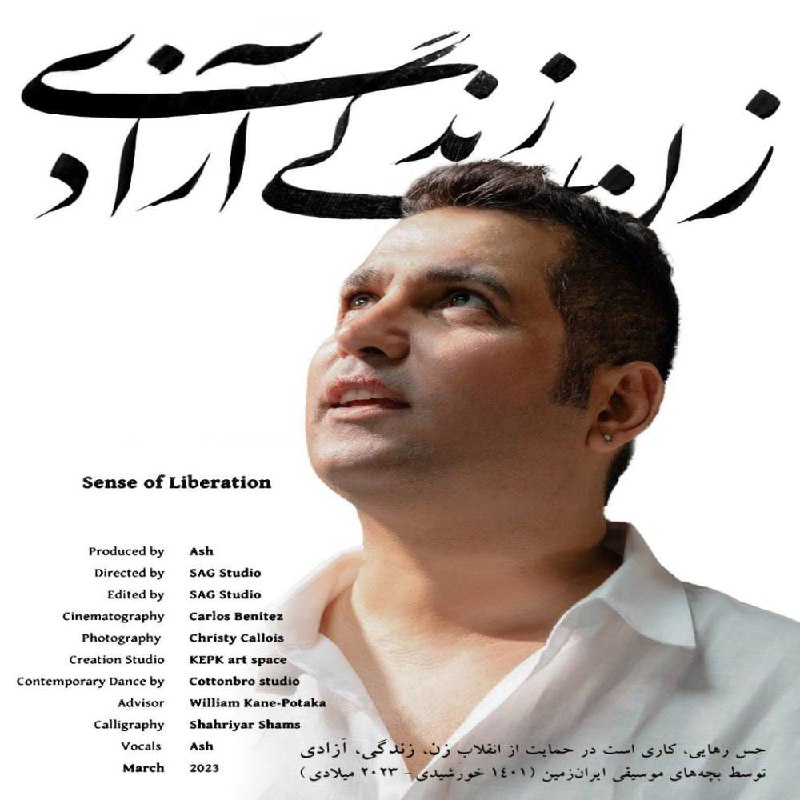 زن، زندگی آزادی
Sense of Liberation
Produced by Ash
Directed by SAG Studio
Edited by SAG Studio
Cinematography Carlos Benitez
Photography Christy Callois
Creation Studio KEPK art space
Contemporary Dance by Cottonbro studio
Advisor William Kane-Potaka
Calligraphy Shahriyar Shams
Vocals Ash
March 2023
حس رهایی، کاری است در حمایت از انقلاب زن، زندگی، آزادی
توسط بچه‌های موسیقی ایران‌زمین (۱۴۰۱ خورشیدی - ۲۰۲۳ میلادی)